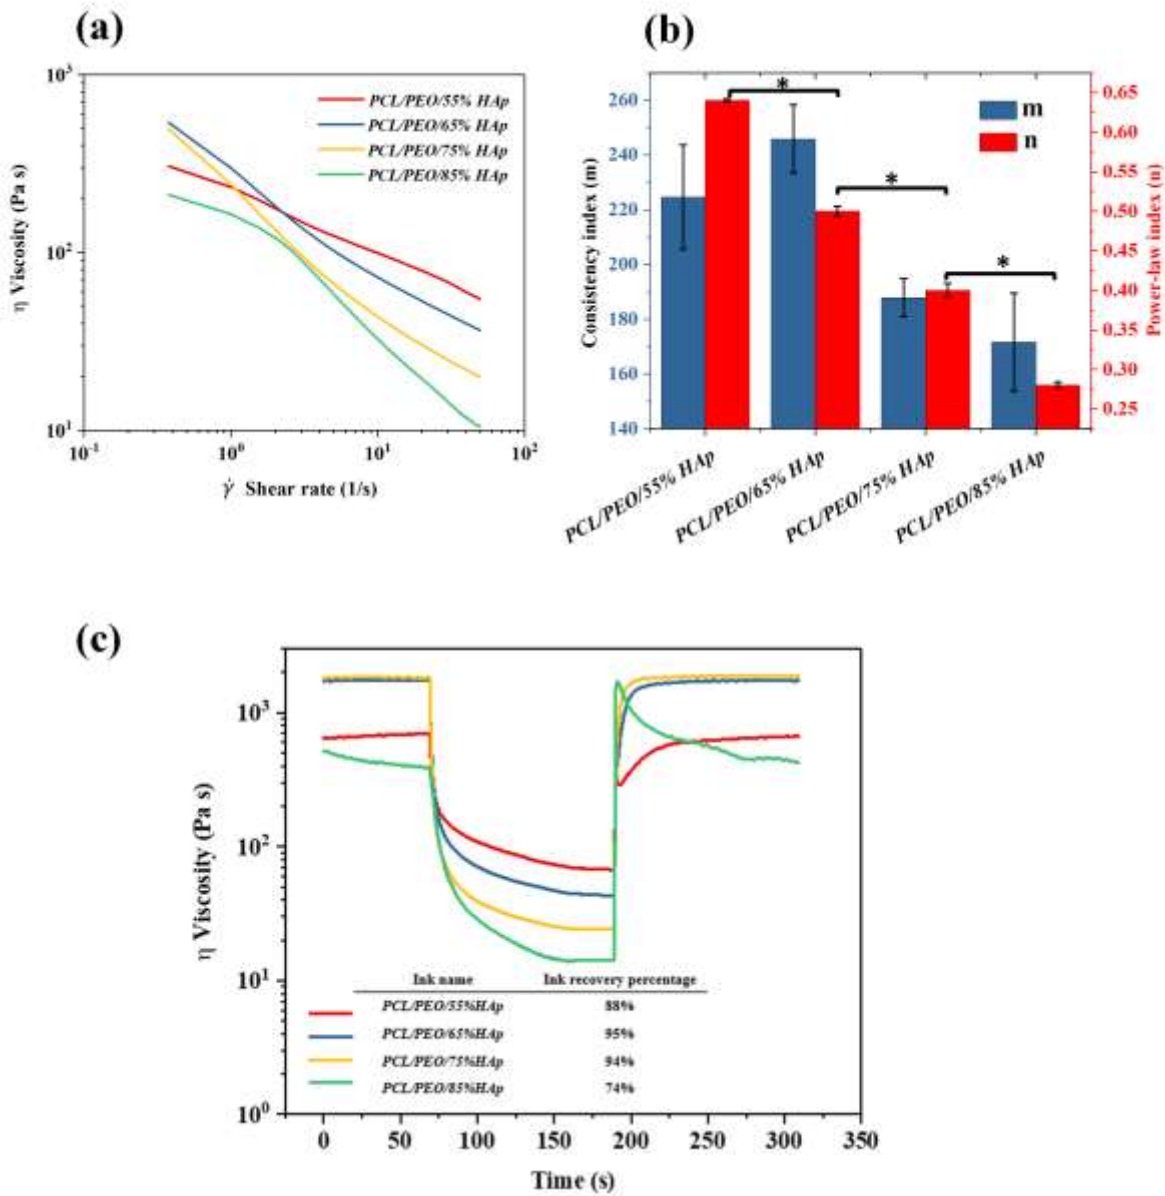 (a)
10³
10²
10¹
η Viscosity (Pa s)
PCL/PEO/55% HAp
PCL/PEO/65% HAp
PCL/PEO/75% HAp
PCL/PEO/85% HAp
10⁻¹ 10⁰ 10¹ 10²
γ̇ Shear rate (1/s)
(b)
Consistency index (m)
260
240
220
200
180
160
140
m
n
*
*
*
0.65
0.60
0.55
0.50
0.45
0.40
0.35
0.30
0.25
Power-law index (n)
PCL/PEO/55% HAp
PCL/PEO/65% HAp
PCL/PEO/75% HAp
PCL/PEO/85% HAp
(c)
η Viscosity (Pa s)
10³
10²
10¹
10⁰
Ink name Ink recovery percentage
PCL/PEO/55%HAp 88%
PCL/PEO/65%HAp 95%
PCL/PEO/75%HAp 94%
PCL/PEO/85%HAp 74%
0 50 100 150 200 250 300 350
Time (s)